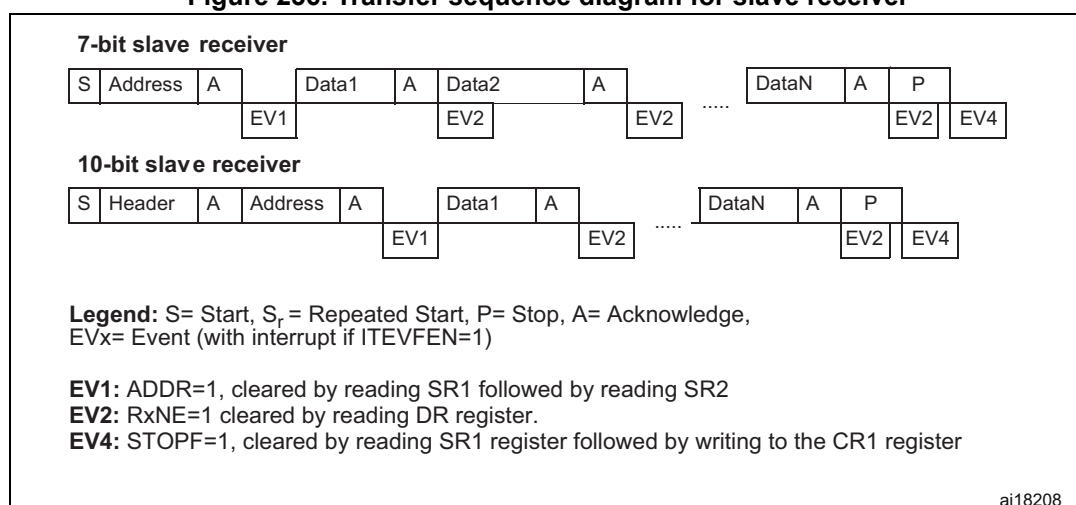 Transfer sequence diagram for slave receiver
7-bit slave receiver
S Address A Data1 A Data2 A ..... DataN A P
EV1 EV2 EV2 EV2 EV4
10-bit slave receiver
S Header A Address A Data1 A ..... DataN A P
EV1 EV2 EV2 EV4
Legend: S= Start, Sr = Repeated Start, P= Stop, A= Acknowledge,
EVx= Event (with interrupt if ITEVFEN=1)
EV1: ADDR=1, cleared by reading SR1 followed by reading SR2
EV2: RxNE=1 cleared by reading DR register.
EV4: STOPF=1, cleared by reading SR1 register followed by writing to the CR1 register
ai18208